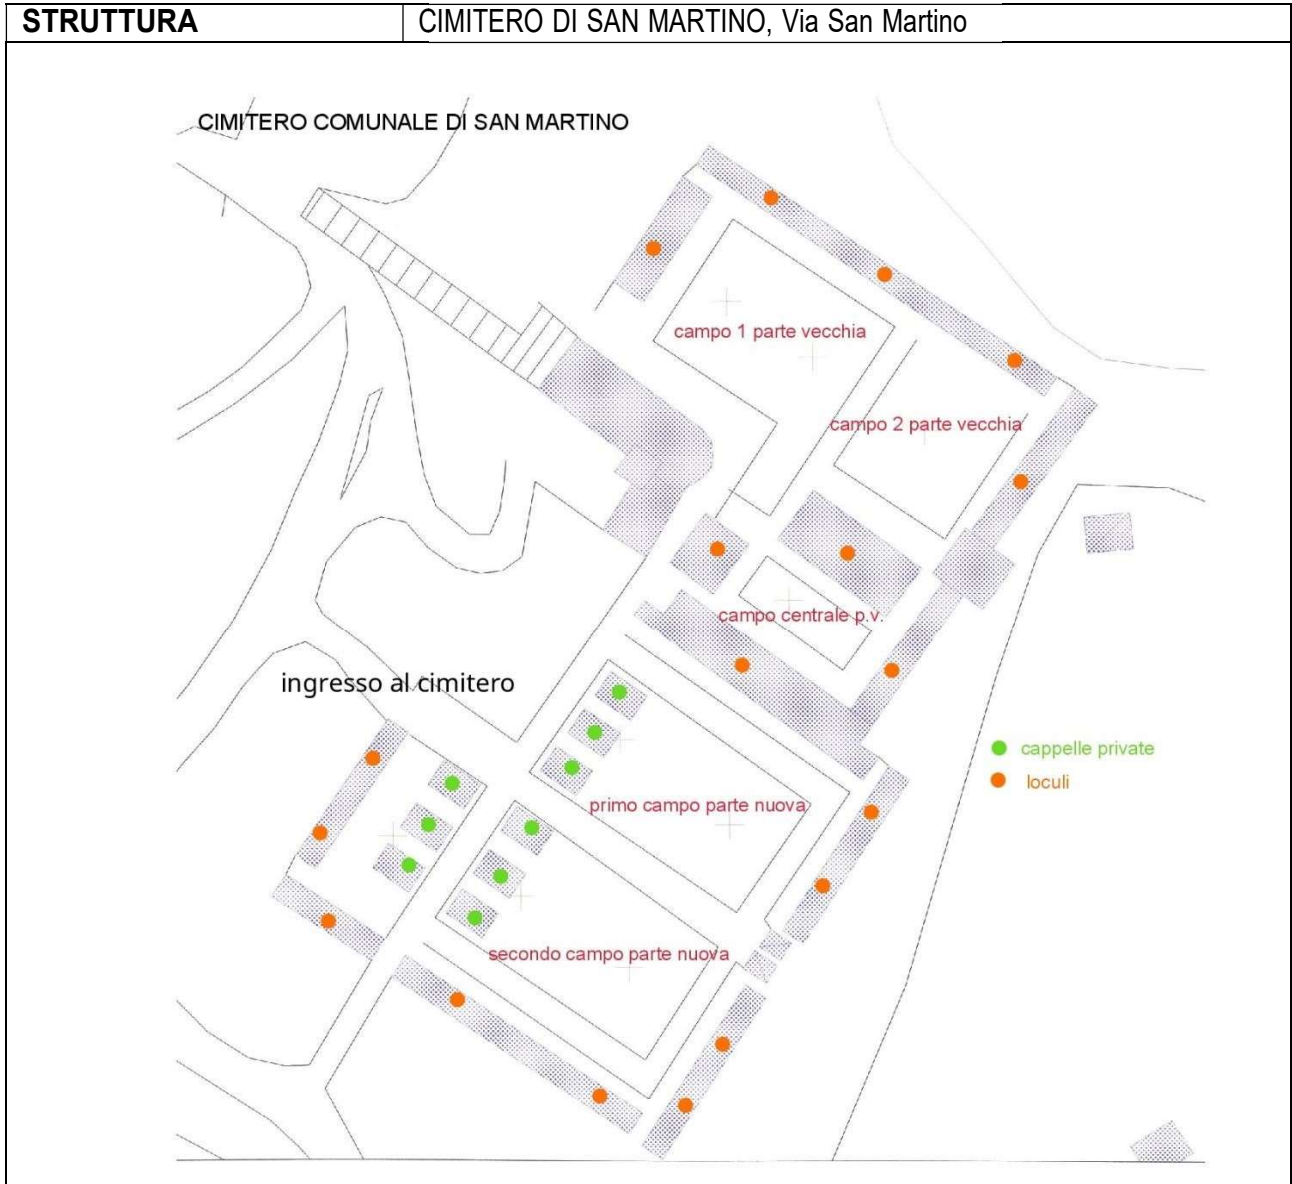 STRUTTURA
CIMITERO DI SAN MARTINO, Via San Martino
CIMITERO COMUNALE DI SAN MARTINO
campo 1 parte vecchia
campo 2 parte vecchia
campo centrale p.v.
ingresso al cimitero
cappelle private
loculi
primo campo parte nuova
secondo campo parte nuova